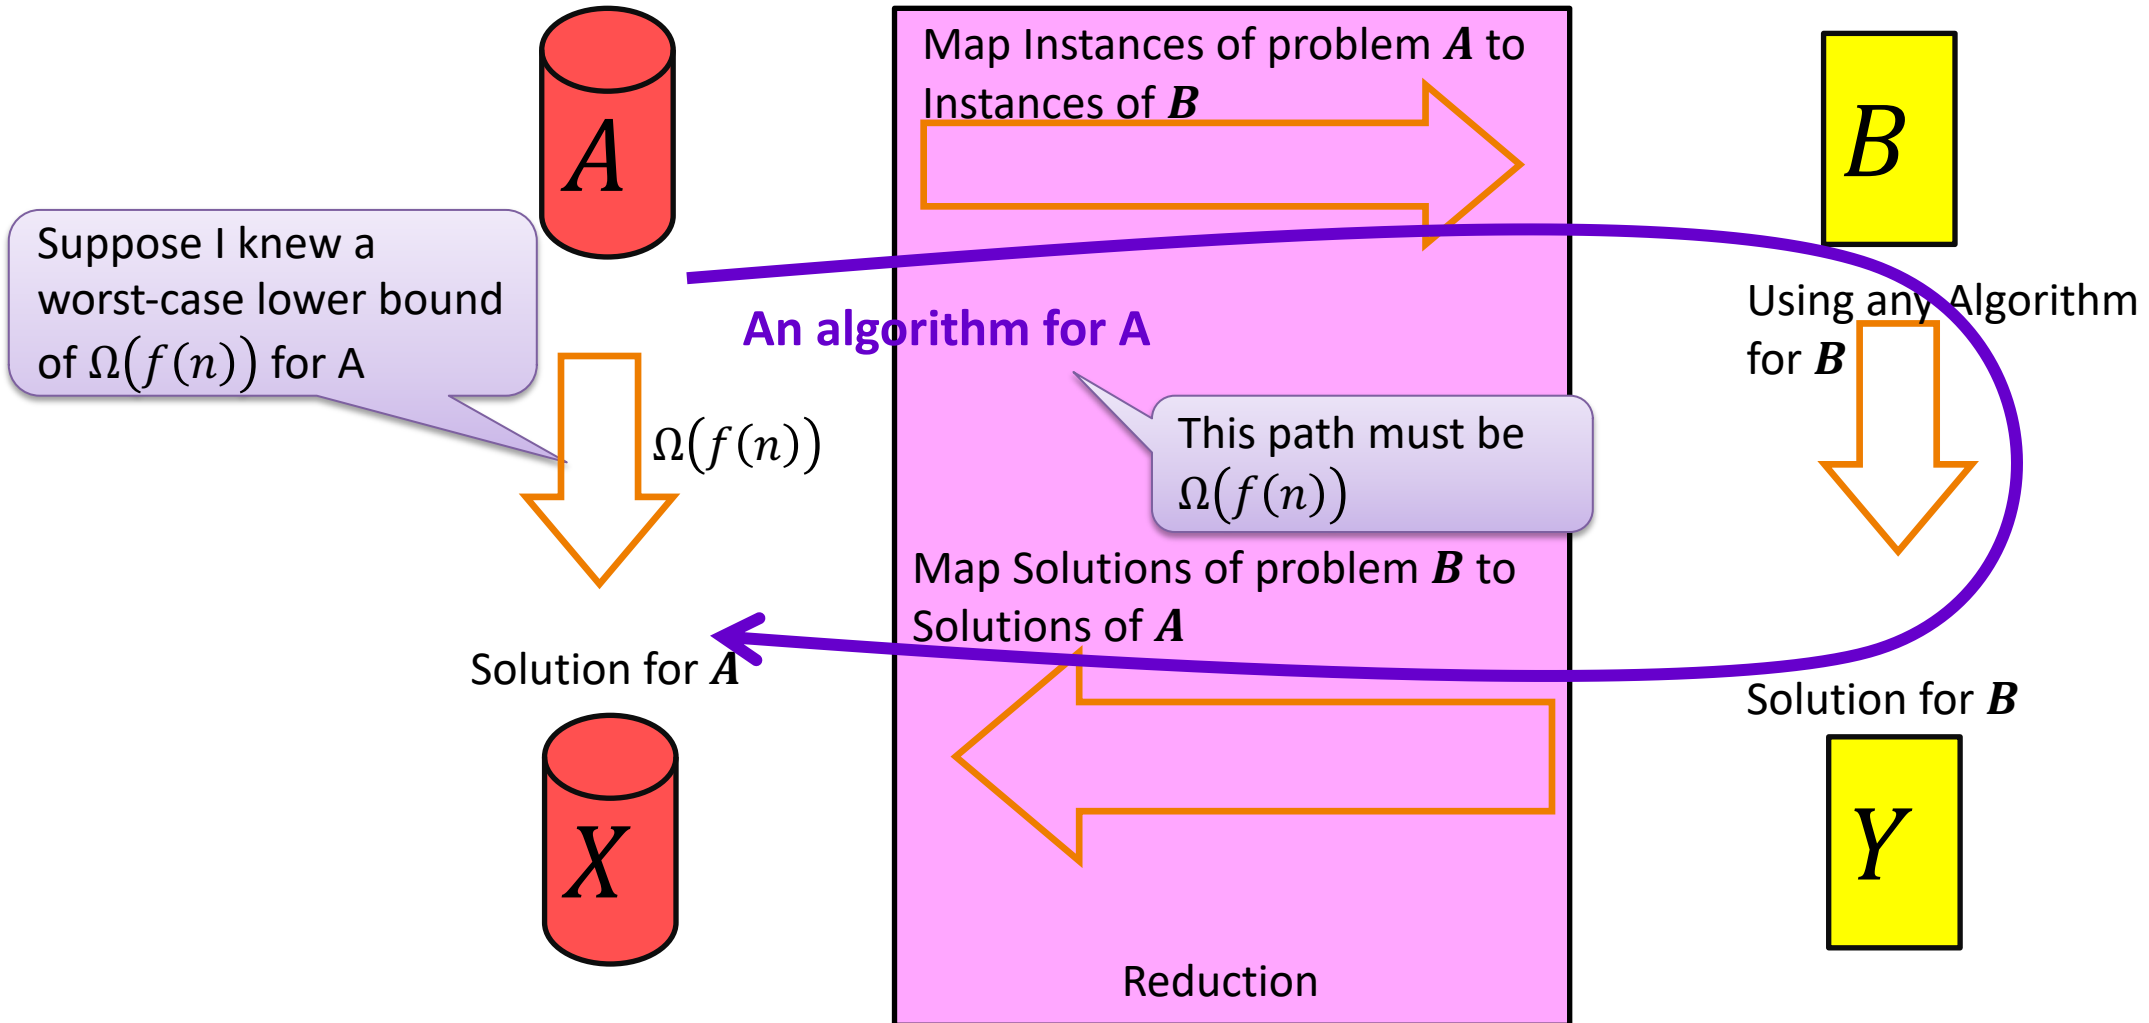 A
Map Instances of problem A to
Instances of B
B
Suppose I knew a
worst-case lower bound
of Ω(f(n)) for A
An algorithm for A
Using any Algorithm
for B
Ω(f(n))
This path must be
Ω(f(n))
Map Solutions of problem B to
Solutions of A
Solution for A
Solution for B
X
Y
Reduction